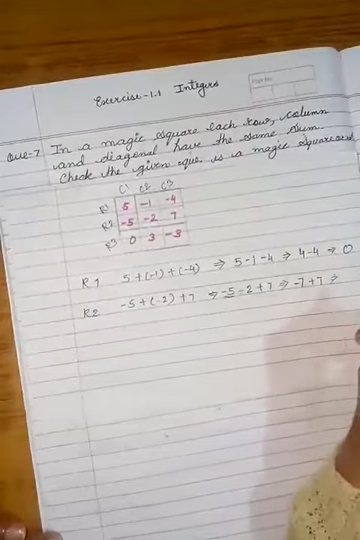 Exercise-1.1 Integers
Que-7 In a magic square each row, column
and diagonal have the same sum.
Check the given que. is a magic square
C1 C2 C3
R1 5 -1 -4
R2 -5 -2 7
R3 0 3 -3
R1 5+(-1)+(-4) ⇒ 5-1-4 ⇒ 4-4 ⇒ 0
R2 -5+(-2)+7 ⇒ -5-2+7 ⇒ -7+7 ⇒